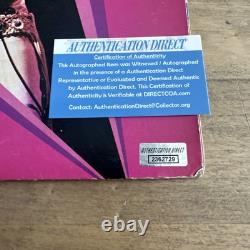 AUTHENTICATION DIRECT
Certification of Authenticity
This Autographed Item was Witnessed / Autographed
in the presence of a Authentication Direct
Representative or Evaluated and Deemed Authentic
by Authentication Direct. This Certification of
Authenticity is Verifiable at DIRECTCOA.com
Contact: AuthenticationDirect@Collector.org
AUTHENTICATION DIRECT
2362729